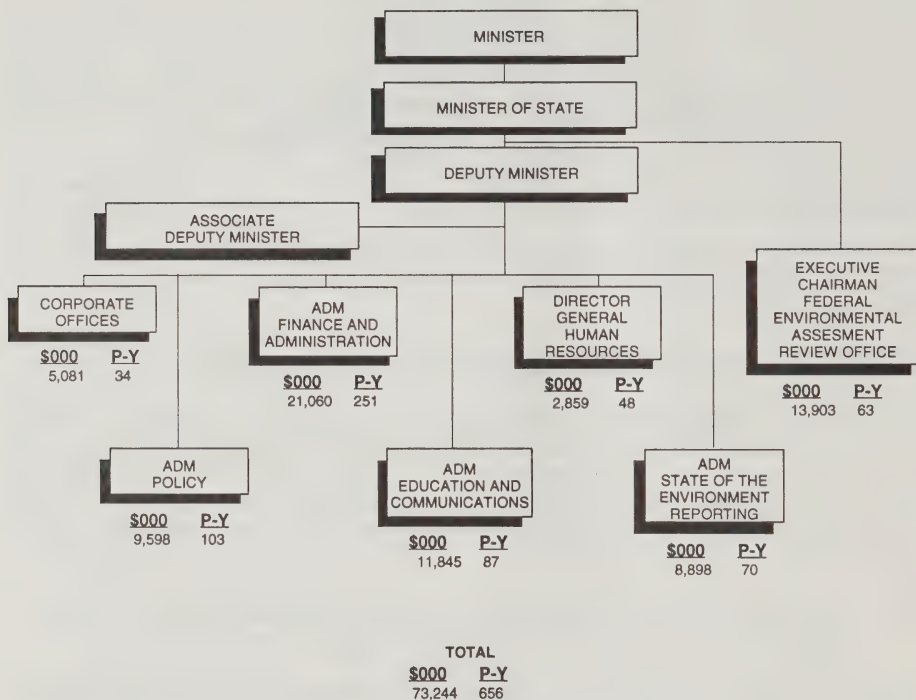 MINISTER
MINISTER OF STATE
DEPUTY MINISTER
ASSOCIATE
DEPUTY MINISTER
CORPORATE
OFFICES
$000 P-Y
5,081 34
ADM
FINANCE AND
ADMINISTRATION
$000 P-Y
21,060 251
DIRECTOR
GENERAL
HUMAN
RESOURCES
$000 P-Y
2,859 48
EXECUTIVE
CHAIRMAN
FEDERAL
ENVIRONMENTAL
ASSESMENT
REVIEW OFFICE
$000 P-Y
13,903 63
ADM
POLICY
$000 P-Y
9,598 103
ADM
EDUCATION AND
COMMUNICATIONS
$000 P-Y
11,845 87
ADM
STATE OF THE
ENVIRONMENT
REPORTING
$000 P-Y
8,898 70
TOTAL
$000 P-Y
73,244 656